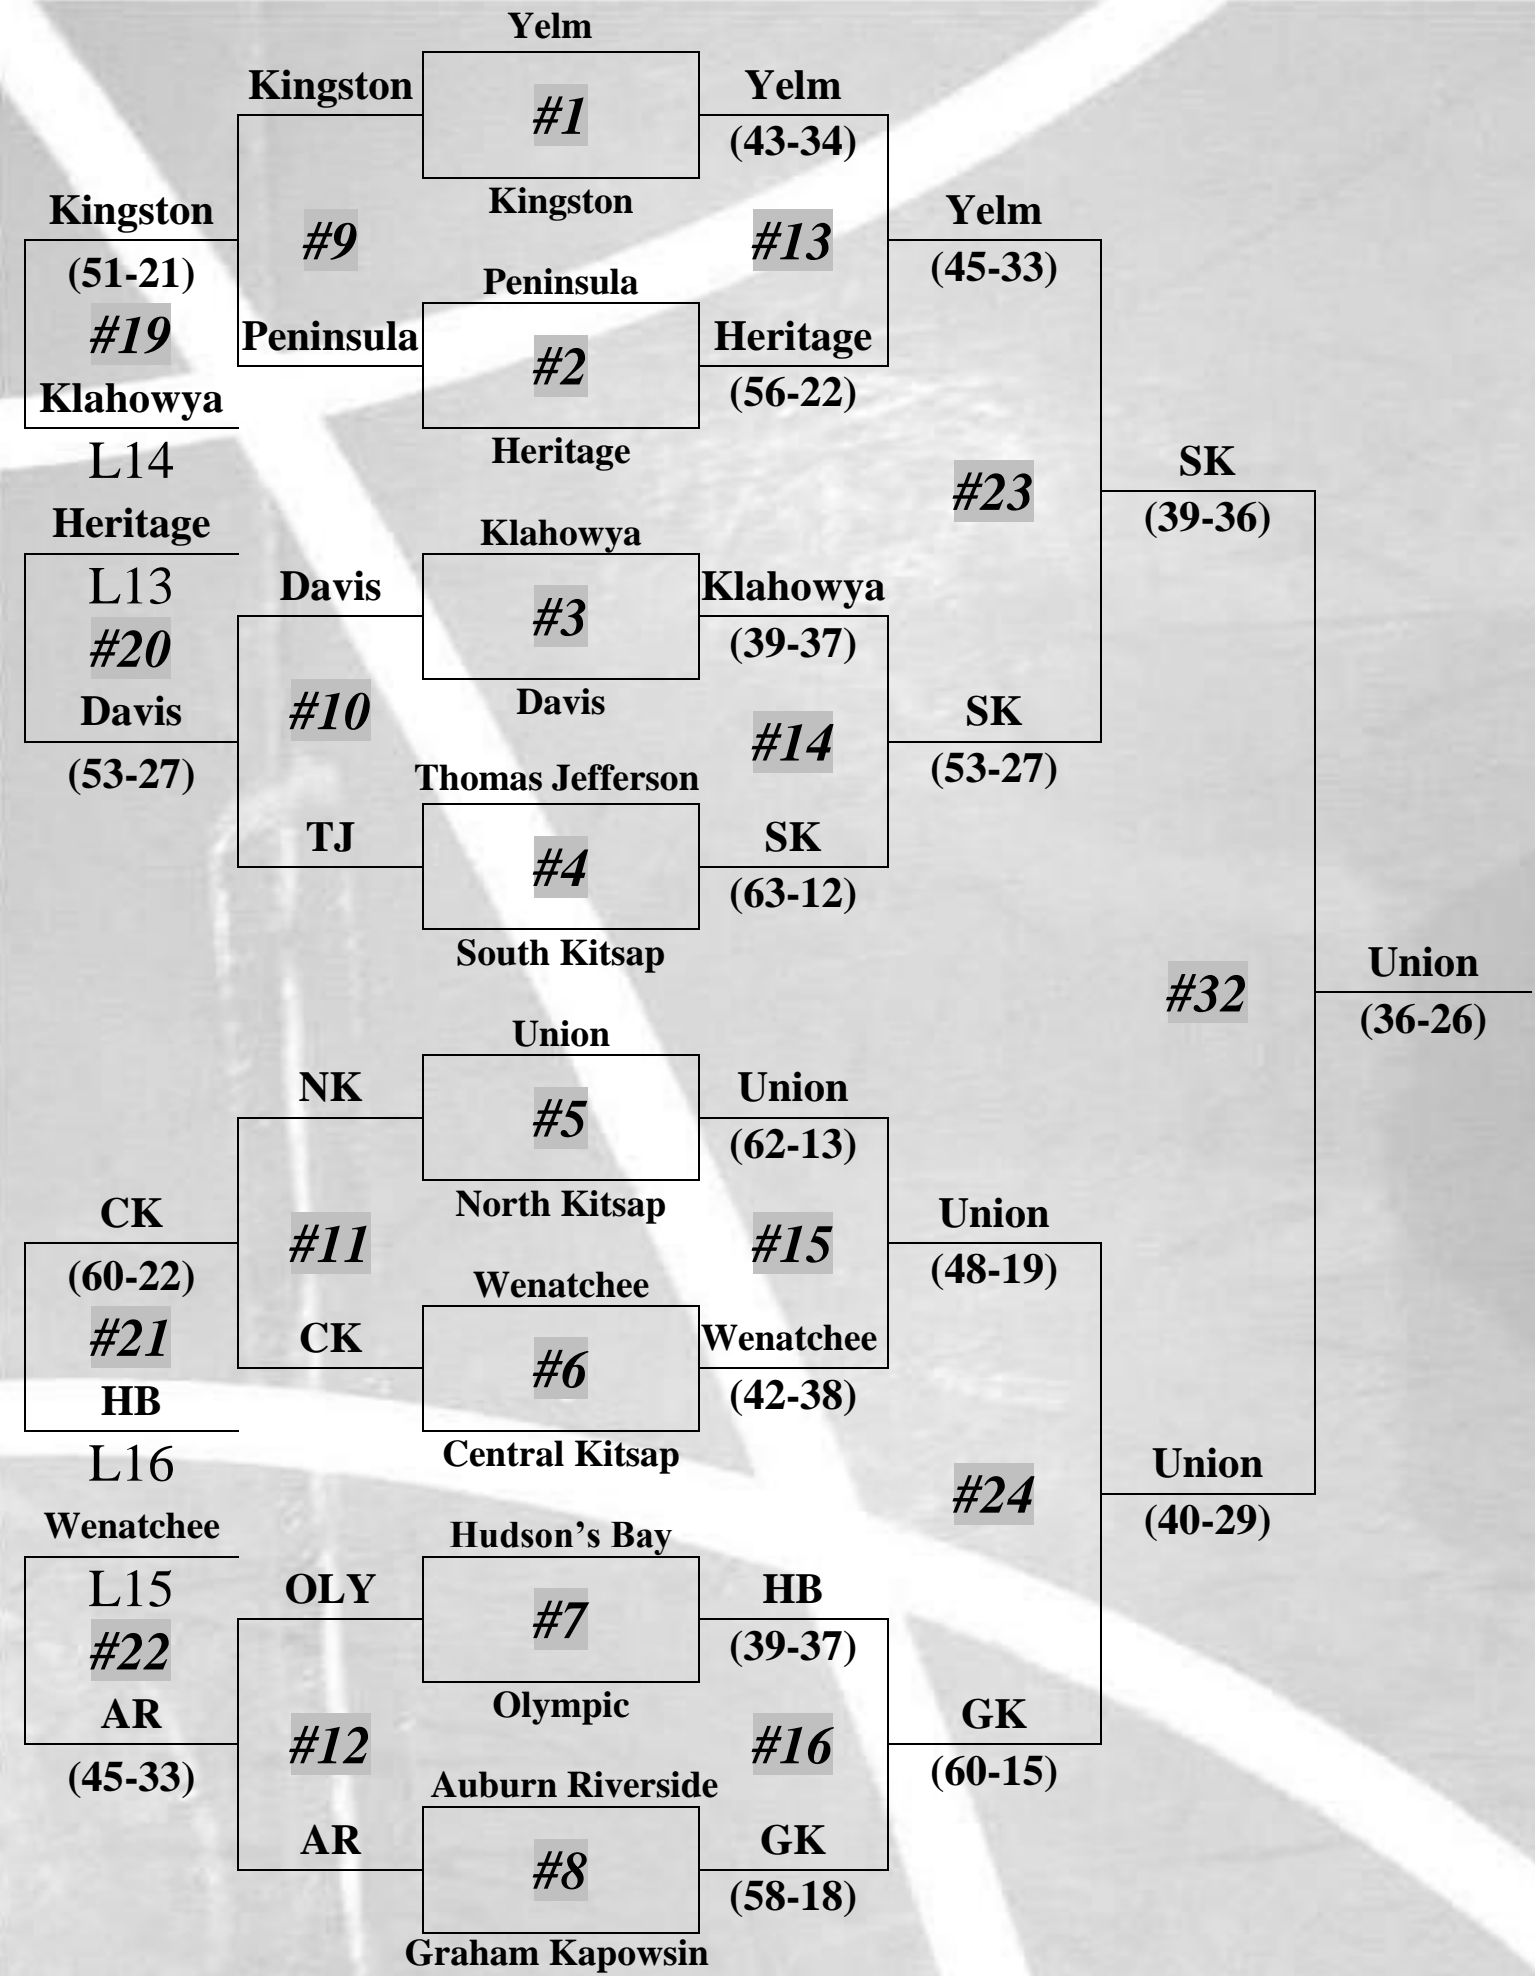 Yelm
Kingston
#1
Yelm
(43-34)
Kingston
Kingston
#9
#13
Yelm
(51-21)
(45-33)
Peninsula
#19
Peninsula
#2
Heritage
(56-22)
Klahowya
L14
Heritage
SK
#23
(39-36)
Heritage
Klahowya
L13
Davis
#3
Klahowya
(39-37)
#20
Davis
Davis
#10
#14
SK
(53-27)
(53-27)
Thomas Jefferson
TJ
#4
SK
(63-12)
South Kitsap
Union
#32
(36-26)
Union
NK
#5
Union
(62-13)
North Kitsap
CK
#11
#15
Union
(60-22)
(48-19)
Wenatchee
#21
CK
#6
Wenatchee
(42-38)
HB
L16
Central Kitsap
Union
#24
(40-29)
Wenatchee
Hudson's Bay
L15
OLY
#7
HB
(39-37)
#22
Olympic
AR
#12
#16
GK
(45-33)
(60-15)
Auburn Riverside
AR
#8
GK
(58-18)
Graham Kapowsin